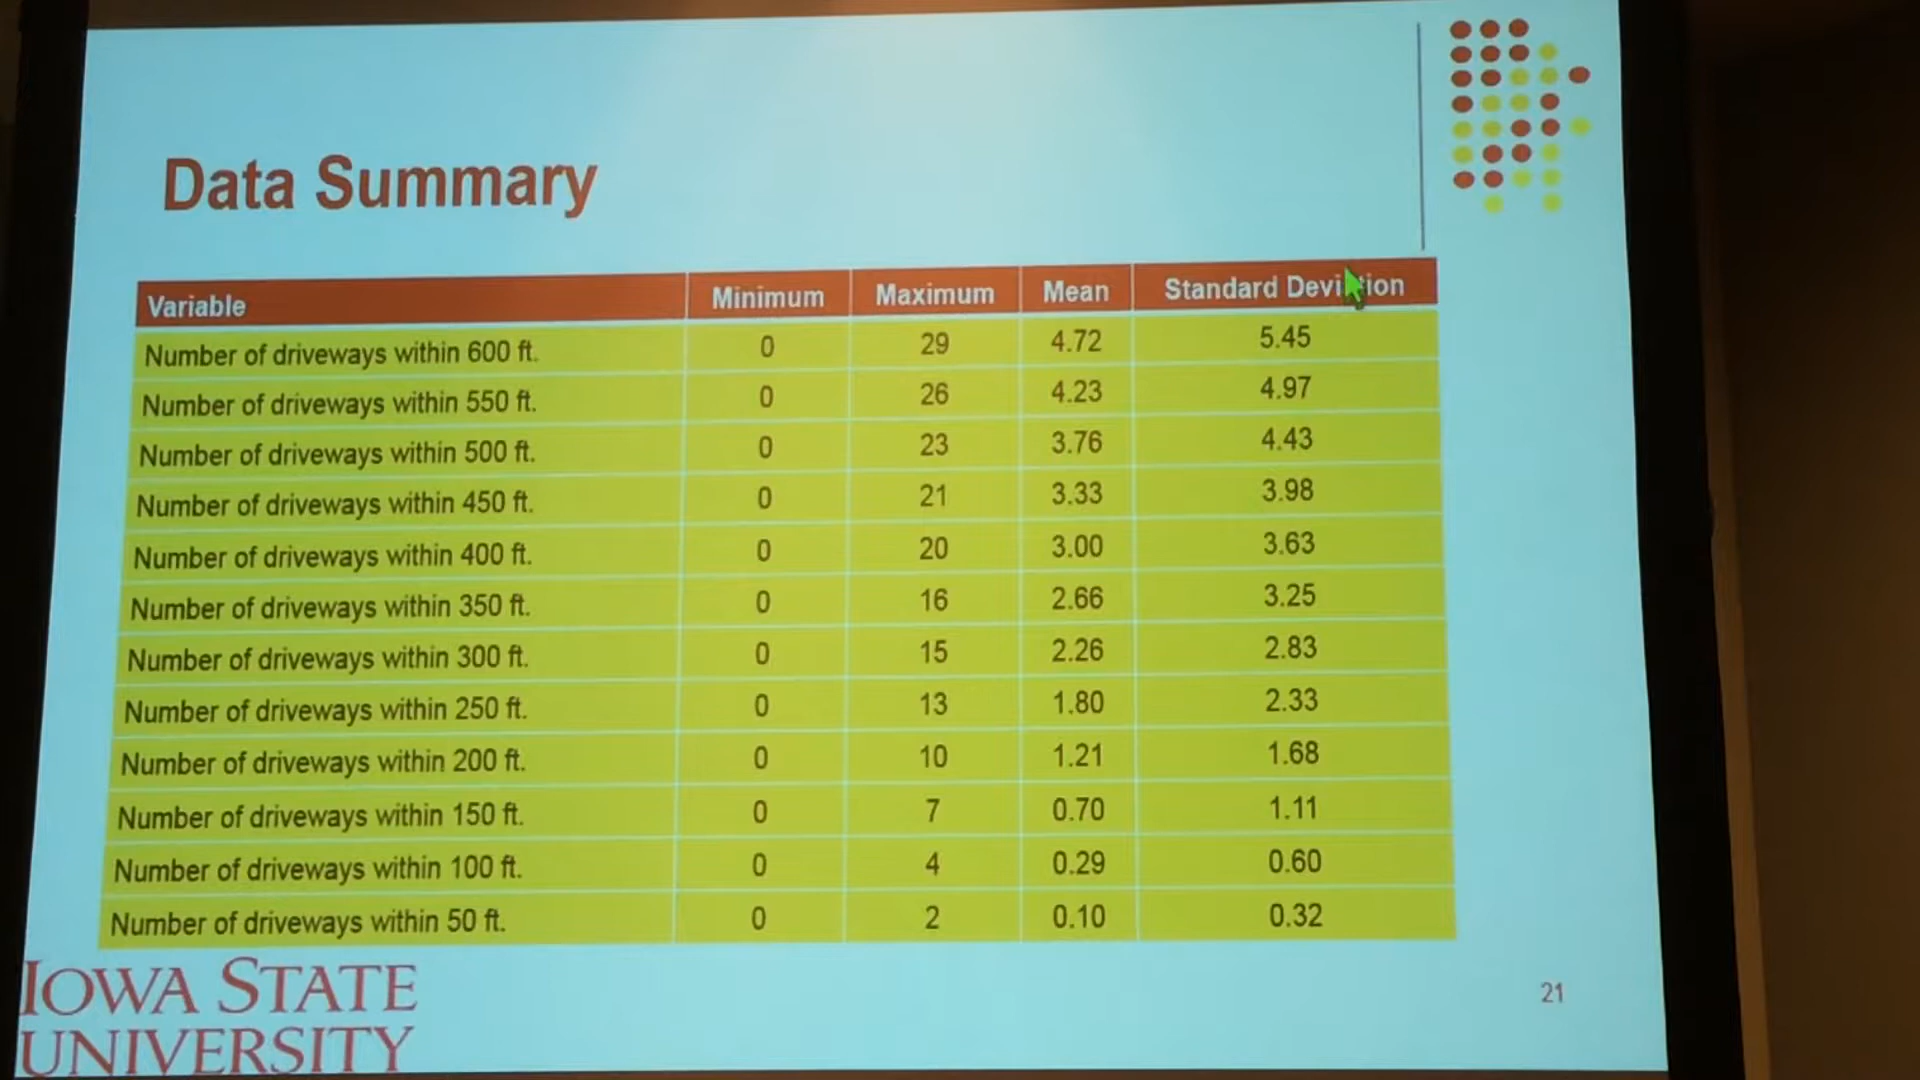 Data Summary
Variable Minimum Maximum Mean Standard Deviation
Number of driveways within 600 ft. 0 29 4.72 5.45
Number of driveways within 550 ft. 0 26 4.23 4.97
Number of driveways within 500 ft. 0 23 3.76 4.43
Number of driveways within 450 ft. 0 21 3.33 3.98
Number of driveways within 400 ft. 0 20 3.00 3.63
Number of driveways within 350 ft. 0 16 2.66 3.25
Number of driveways within 300 ft. 0 15 2.26 2.83
Number of driveways within 250 ft. 0 13 1.80 2.33
Number of driveways within 200 ft. 0 10 1.21 1.68
Number of driveways within 150 ft. 0 7 0.70 1.11
Number of driveways within 100 ft. 0 4 0.29 0.60
Number of driveways within 50 ft. 0 2 0.10 0.32
IOWA STATE
UNIVERSITY
21